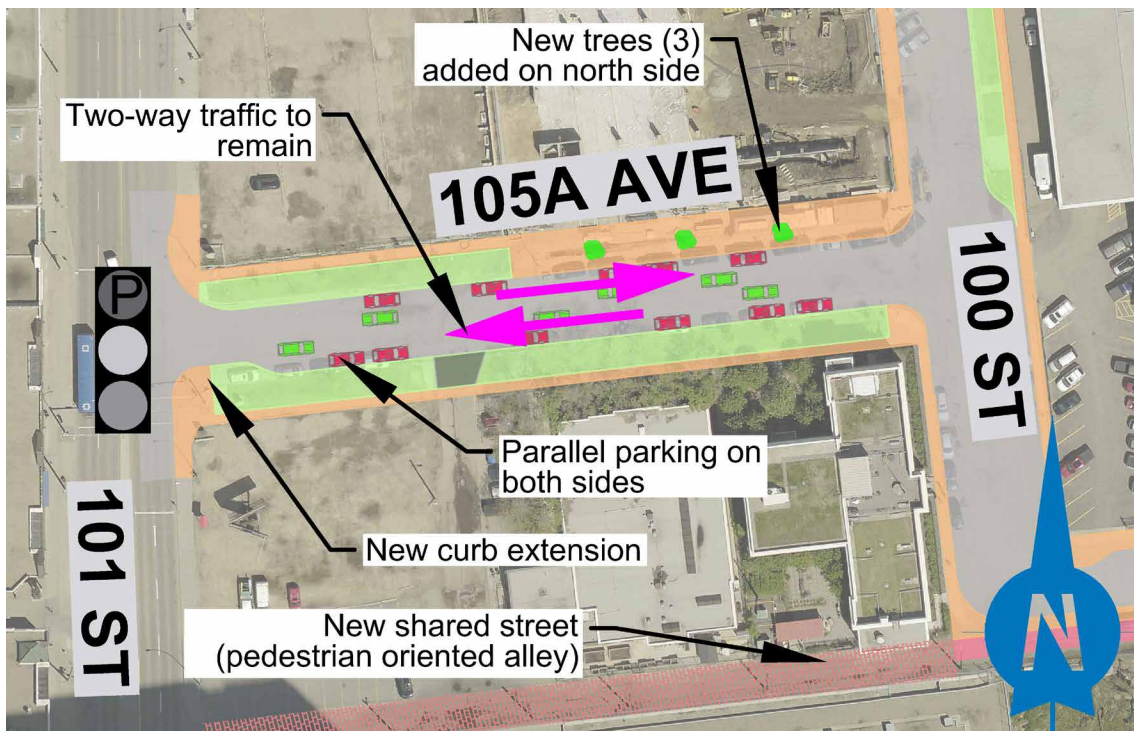 New trees (3)
added on north side
Two-way traffic to
remain
105A AVE
P
100 ST
Parallel parking on
both sides
New curb extension
101 ST
New shared street
(pedestrian oriented alley)
N